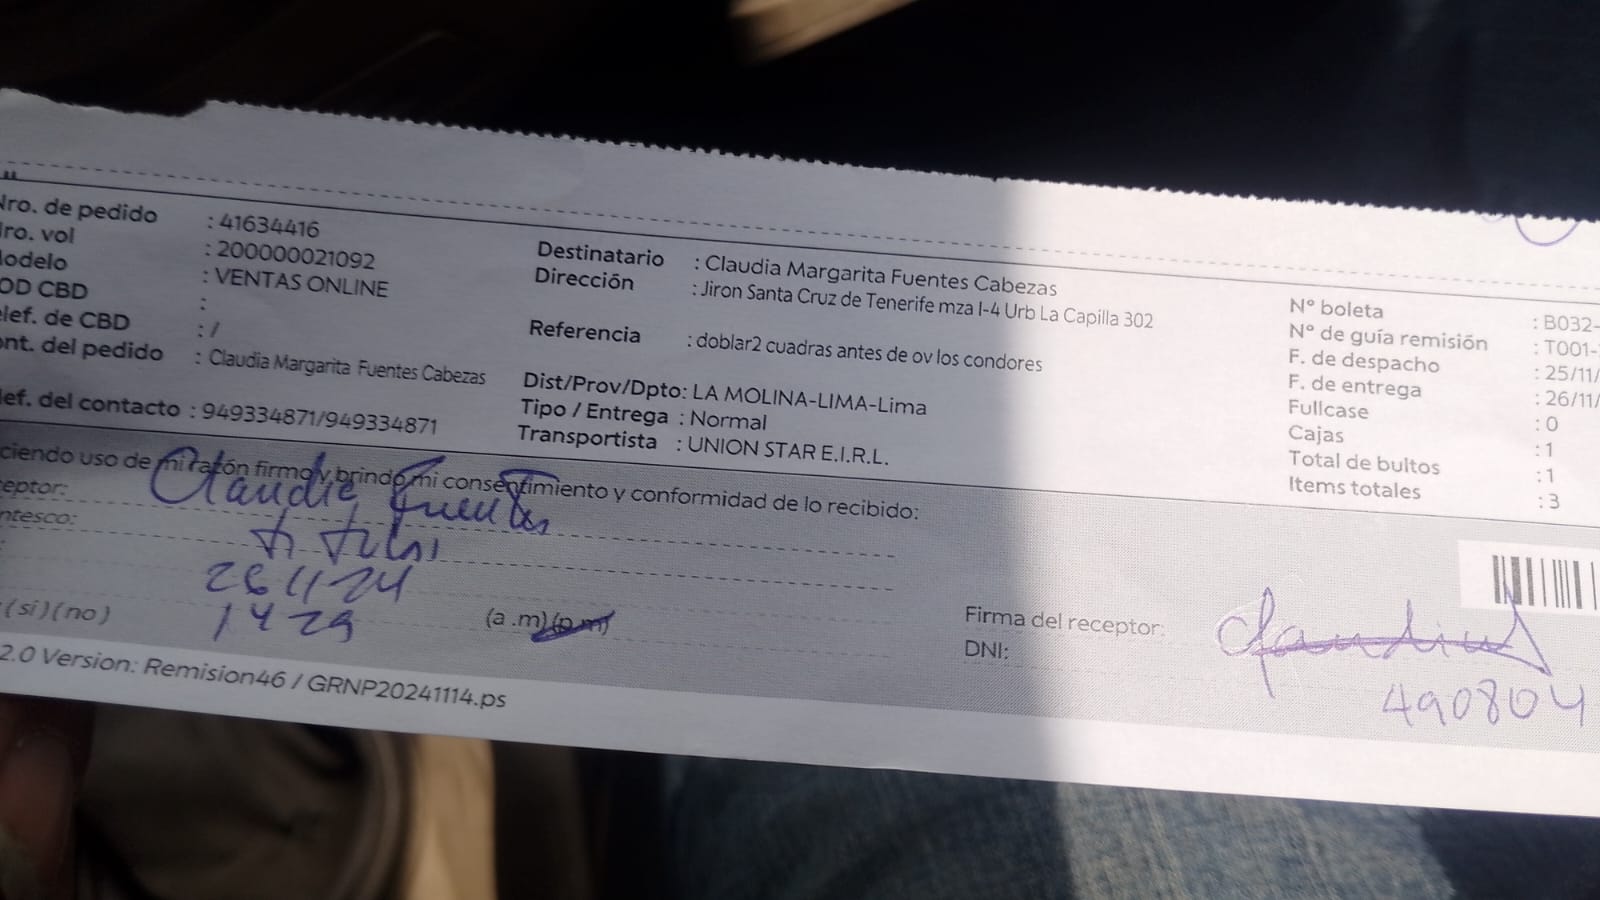 Nro. de pedido : 41634416
Nro. vol : 200000021092
Modelo : VENTAS ONLINE
COD CBD :
Telef. de CBD : /
Cont. del pedido : Claudia Margarita Fuentes Cabezas
Telef. del contacto : 949334871/949334871
Destinatario : Claudia Margarita Fuentes Cabezas
Dirección : Jiron Santa Cruz de Tenerife mza I-4 Urb La Capilla 302
Referencia : doblar2 cuadras antes de ov los condores
Dist/Prov/Dpto: LA MOLINA-LIMA-Lima
Tipo / Entrega : Normal
Transportista : UNION STAR E.I.R.L.
N° boleta : B032-
N° de guía remisión : T001-
F. de despacho : 25/11/
F. de entrega : 26/11/
Fullcase : 0
Cajas : 1
Total de bultos : 1
Items totales : 3
ciendo uso de mi razón firmo y brindo mi consentimiento y conformidad de lo recibido:
ceptor: Claudia Fuentes
ntesco: titular
26 11 24
(si) (no) 14 29 (a .m) (p.m)
Firma del receptor:
DNI: 490804
2.0 Version: Remision46 / GRNP20241114.ps